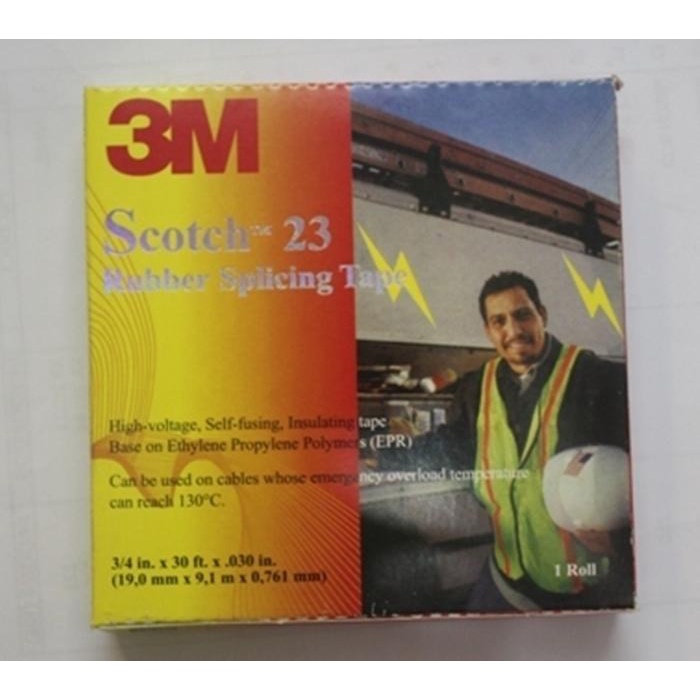 3M
Scotch™ 23
Rubber Splicing Tape
High-voltage, Self-fusing, Insulating tape
Base on Ethylene Propylene Polymers (EPR)
Can be used on cables whose emergency overload temperature
can reach 130°C.
3/4 in. x 30 ft. x .030 in.
(19,0 mm x 9,1 m x 0,761 mm)
1 Roll